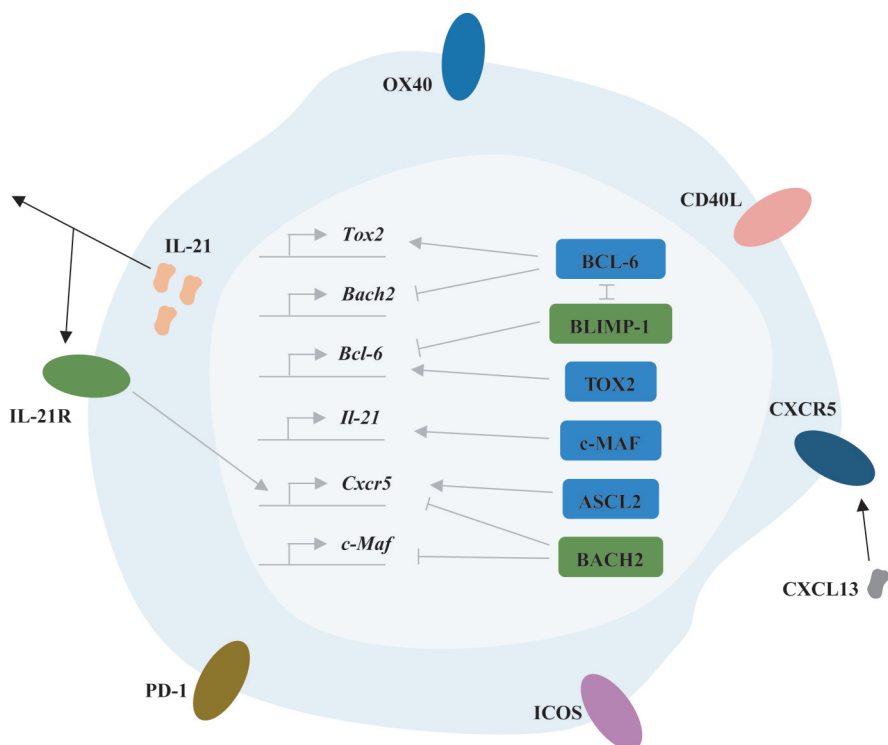 OX40
CD40L
IL-21
Tox2
BCL-6
Bach2
BLIMP-1
Bcl-6
TOX2
IL-21R
CXCR5
Il-21
c-MAF
Cxcr5
ASCL2
c-Maf
BACH2
CXCL13
PD-1
ICOS